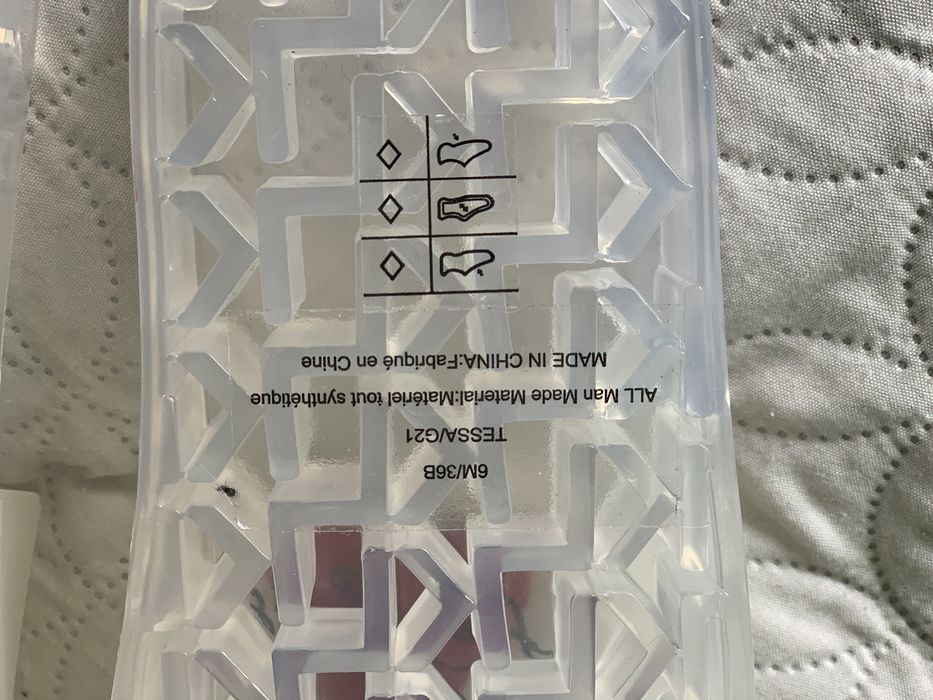 6M/36B
TESSA/G21
ALL Man Made Material:Matériel tout synthétique
MADE IN CHINA:Fabriqué en Chine